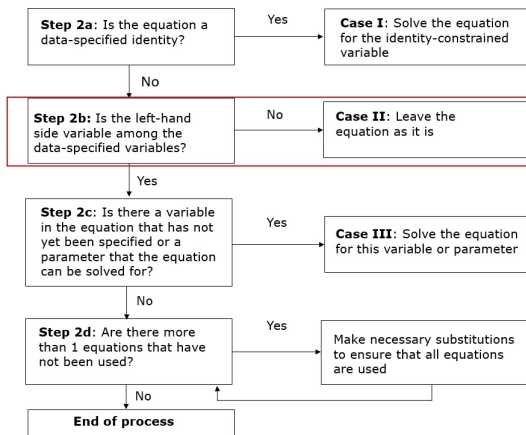 Step 2a: Is the equation a
data-specified identity?
Yes
Case I: Solve the equation
for the identity-constrained
variable
No
Step 2b: Is the left-hand
side variable among the
data-specified variables?
No
Case II: Leave the
equation as it is
Yes
Step 2c: Is there a variable
in the equation that has not
yet been specified or a
parameter that the equation
can be solved for?
Yes
Case III: Solve the equation
for this variable or parameter
No
Step 2d: Are there more
than 1 equations that have
not been used?
Yes
Make necessary substitutions
to ensure that all equations
are used
No
End of process